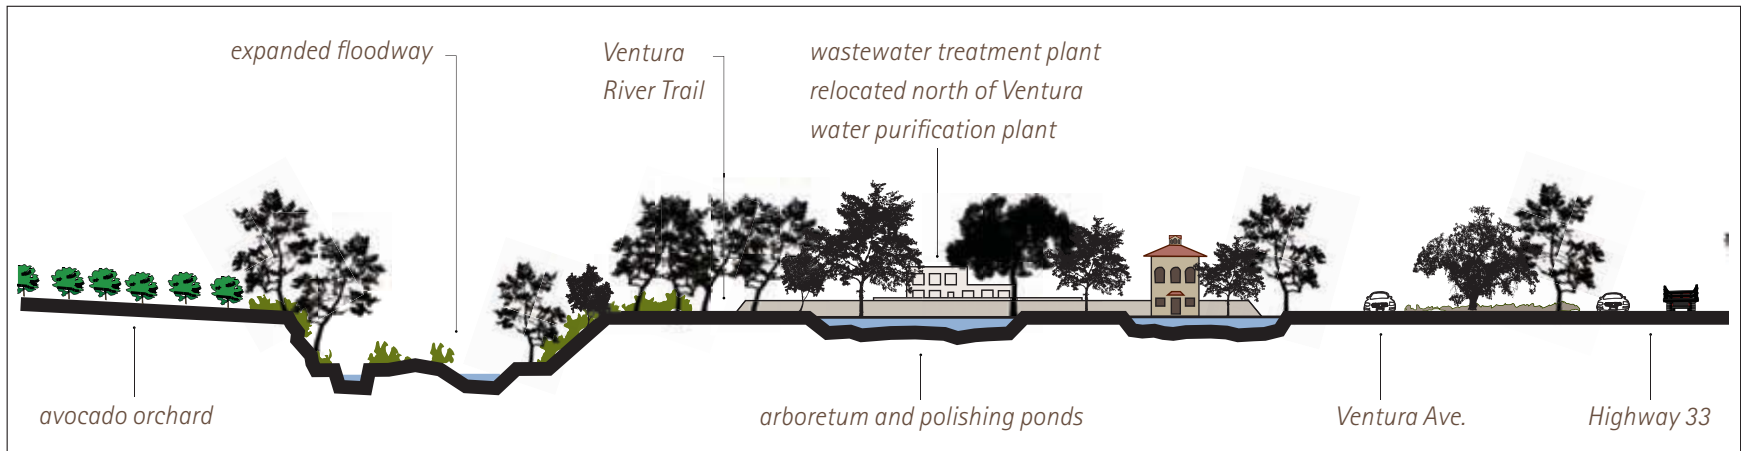 expanded floodway
Ventura
River Trail
wastewater treatment plant
relocated north of Ventura
water purification plant
avocado orchard
arboretum and polishing ponds
Ventura Ave.
Highway 33